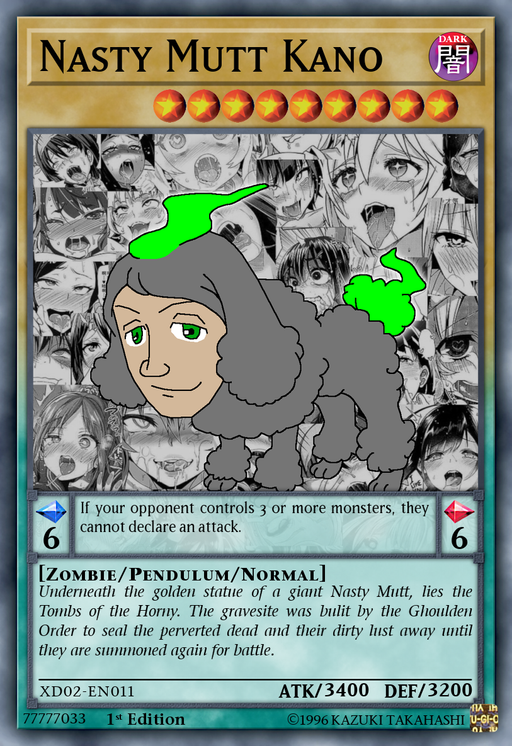 NASTY MUTT KANO
DARK
闇
If your opponent controls 3 or more monsters, they
cannot declare an attack.
6
6
[ZOMBIE/PENDULUM/NORMAL]
Underneath the golden statue of a giant Nasty Mutt, lies the
Tombs of the Horny. The gravesite was bulit by the Ghoulden
Order to seal the perverted dead and their dirty lust away until
they are summoned again for battle.
XD02-EN011 ATK/3400 DEF/3200
77777033 1st Edition ©1996 KAZUKI TAKAHASHI